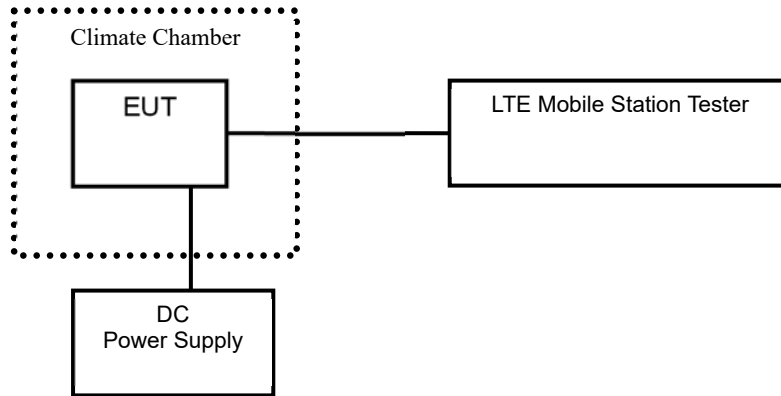 Climate Chamber
EUT
LTE Mobile Station Tester
DC
Power Supply